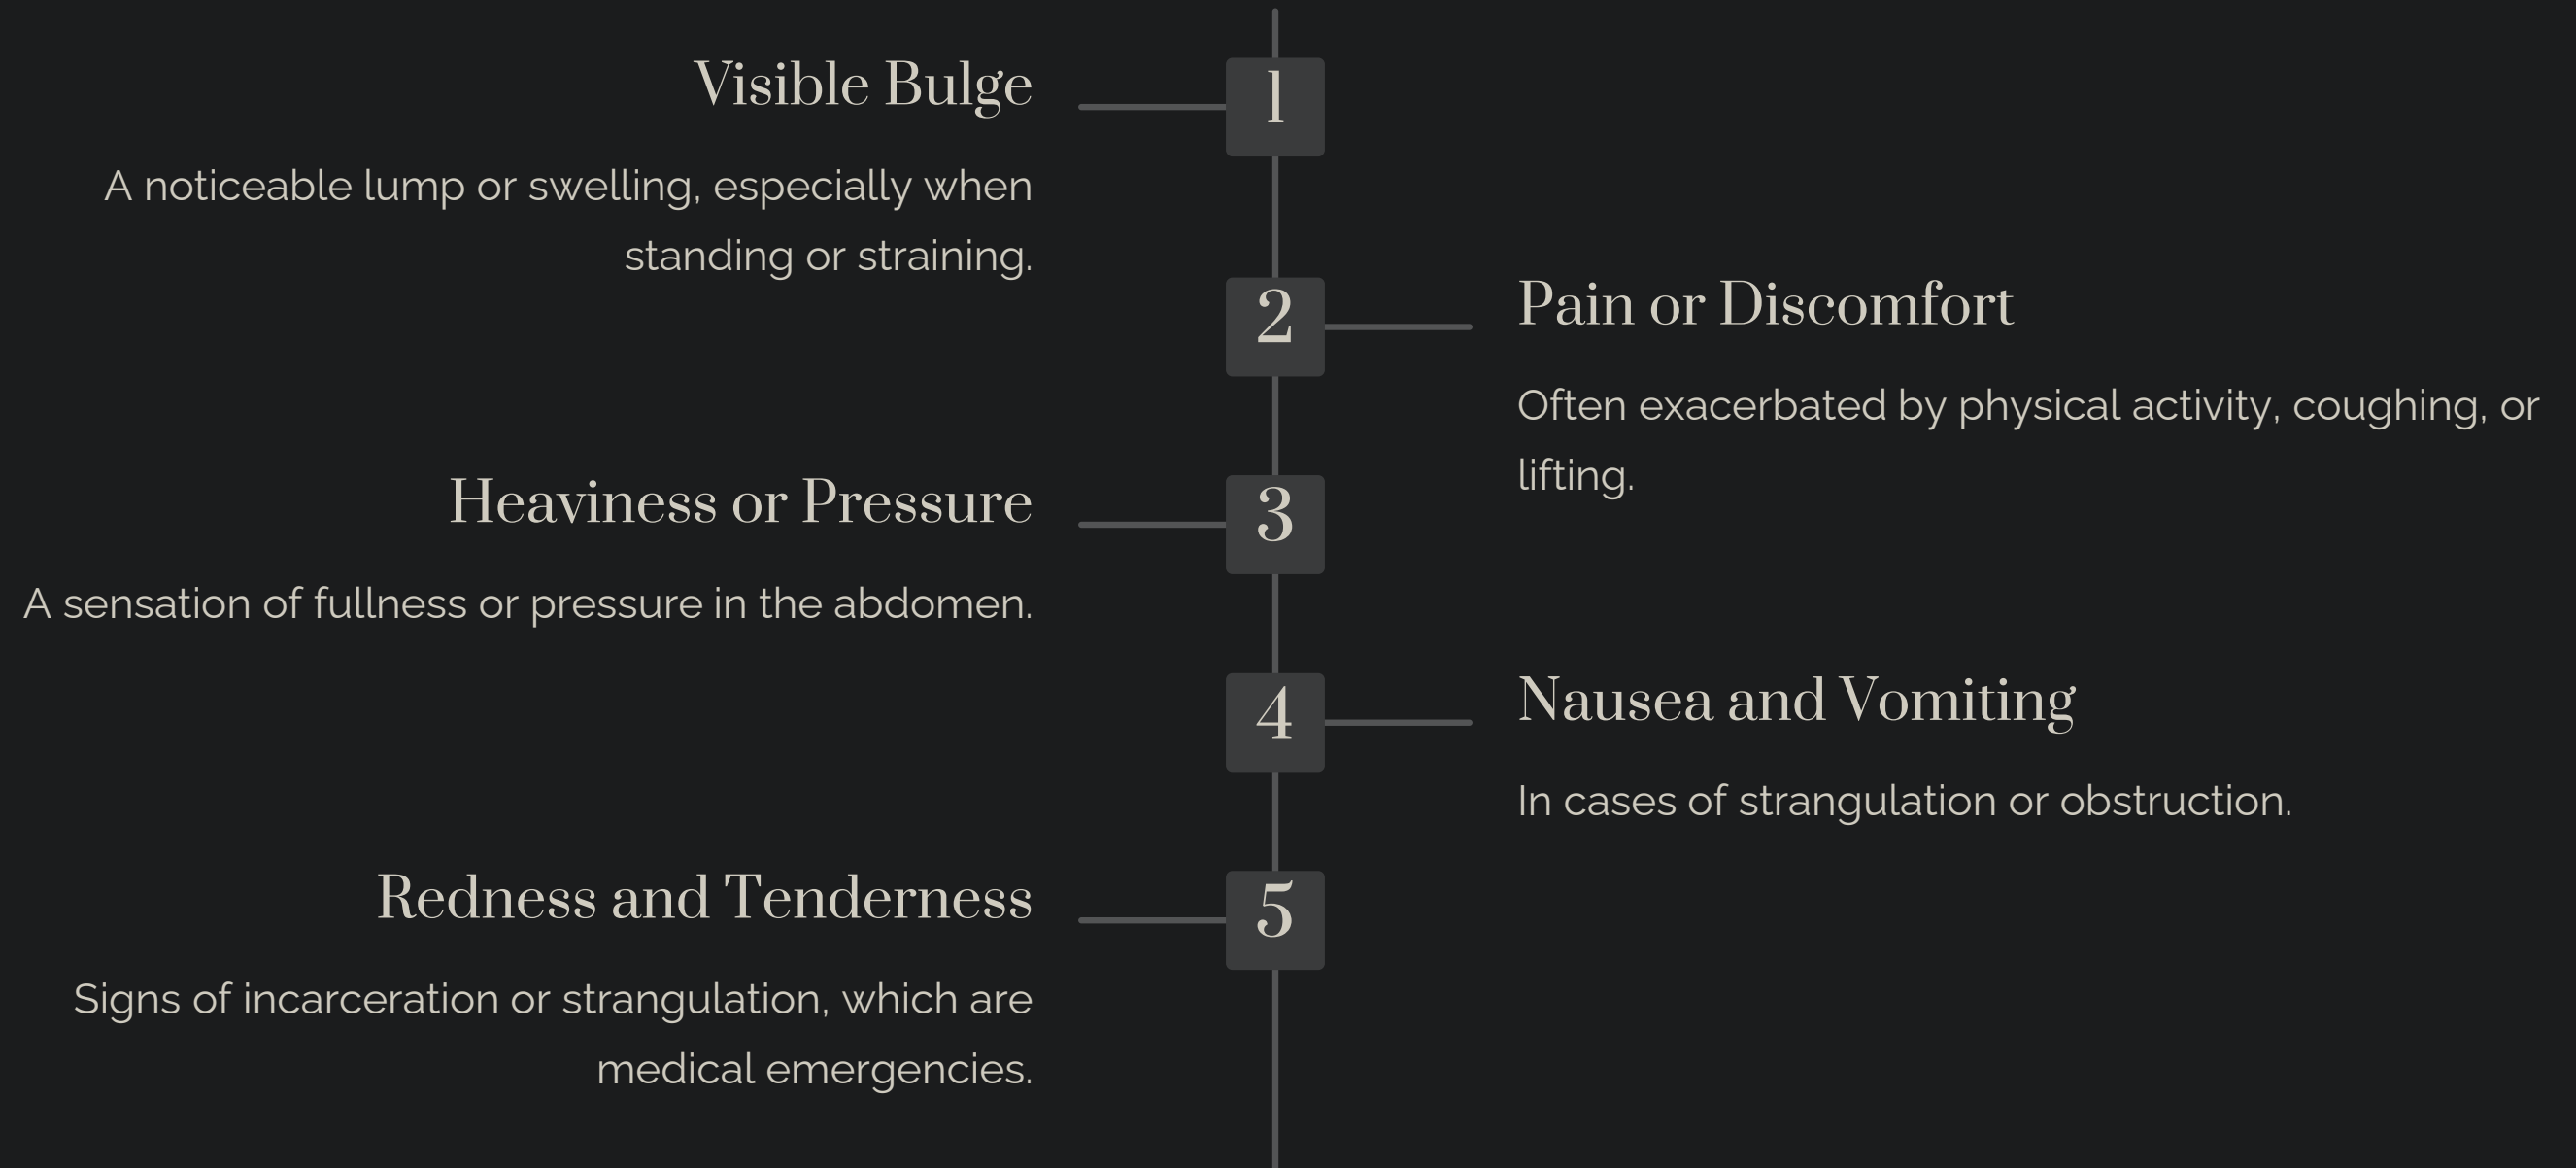 1
Visible Bulge
A noticeable lump or swelling, especially when
standing or straining.
2
Pain or Discomfort
Often exacerbated by physical activity, coughing, or
lifting.
3
Heaviness or Pressure
A sensation of fullness or pressure in the abdomen.
4
Nausea and Vomiting
In cases of strangulation or obstruction.
5
Redness and Tenderness
Signs of incarceration or strangulation, which are
medical emergencies.